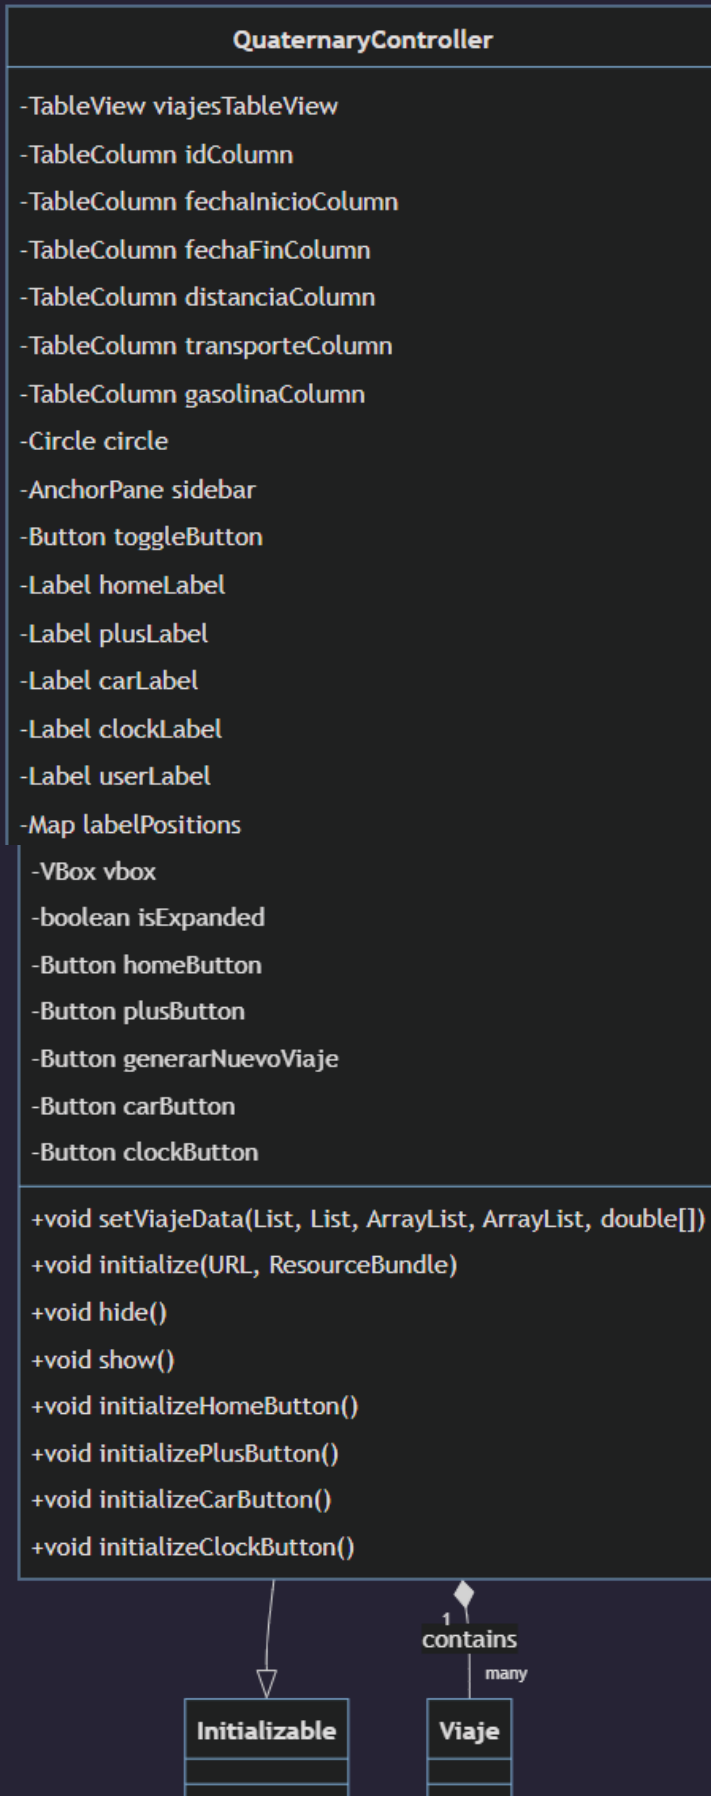 QuaternaryController
-TableView viajesTableView
-TableColumn idColumn
-TableColumn fechaInicioColumn
-TableColumn fechaFinColumn
-TableColumn distanciaColumn
-TableColumn transporteColumn
-TableColumn gasolinaColumn
-Circle circle
-AnchorPane sidebar
-Button toggleButton
-Label homeLabel
-Label plusLabel
-Label carLabel
-Label clockLabel
-Label userLabel
-Map labelPositions
-VBox vbox
-boolean isExpanded
-Button homeButton
-Button plusButton
-Button generarNuevoViaje
-Button carButton
-Button clockButton
+void setViajeData(List, List, ArrayList, ArrayList, double[])
+void initialize(URL, ResourceBundle)
+void hide()
+void show()
+void initializeHomeButton()
+void initializePlusButton()
+void initializeCarButton()
+void initializeClockButton()
1
contains
many
Initializable
Viaje